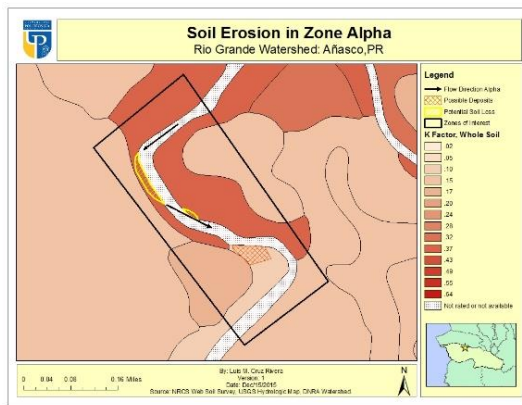 Soil Erosion in Zone Alpha
Rio Grande Watershed: Añasco,PR
UP
Legend
Flow Direction Alpha
Possible Deposits
Potential Soil Loss
Zones of Interest
K Factor, Whole Soil
.02
.05
.10
.15
.17
.20
.24
.28
.32
.37
.43
.49
.55
.64
Not rated or not available
By: Luis M. Cruz Rivera
Version: 1
Date: Dec/15/2015
Source: NRCS Web Soil Survey, USGS Hydrologic Map, DNRA Watershed
0 0.04 0.08 0.16 Miles
N